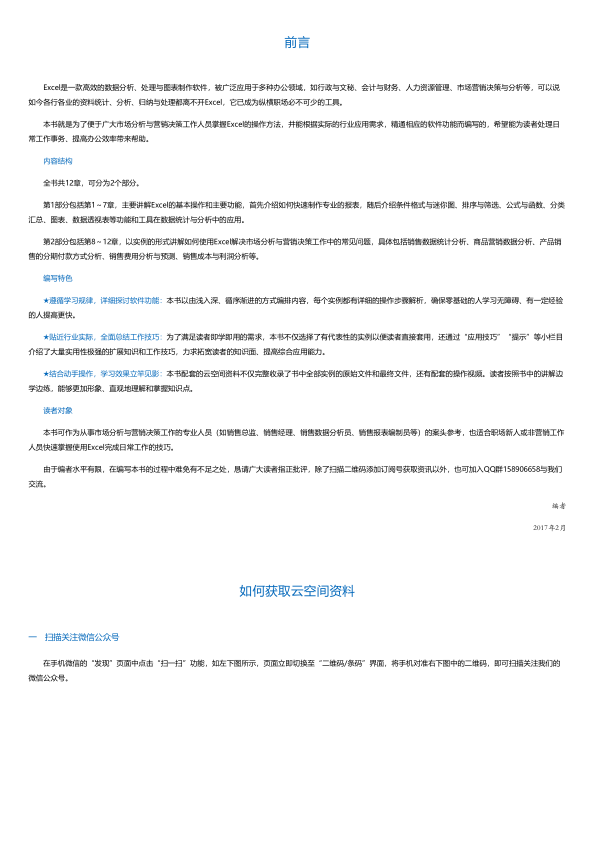 前言
Excel是一款高效的数据分析、处理与图表制作软件，被广泛应用于多种办公领域，如行政与文秘、会计与财务、人力资源管理、市场营销决策与分析等，可以说
如今各行各业的资料统计、分析、归纳与处理都离不开Excel，它已成为纵横职场必不可少的工具。
本书就是为了便于广大市场分析与营销决策工作人员掌握Excel的操作方法，并能根据实际的行业应用需求，精通相应的软件功能而编写的，希望能为读者处理日
常工作事务，提高办公效率带来帮助。
内容结构
全书共12章，可分为2个部分。
第1部分包括第1～7章，主要讲解Excel的基本操作和主要功能，首先介绍如何快速制作专业的报表，随后介绍条件格式与迷你图、排序与筛选、公式与函数、分类
汇总、图表、数据透视表等功能和工具在数据统计与分析中的应用。
第2部分包括第8～12章，以实例的形式讲解如何使用Excel解决市场分析与营销决策工作中的常见问题，具体包括销售数据统计分析、商品营销数据分析、产品销
售的分期付款方式分析、销售费用分析与预测、销售成本与利润分析等。
编写特色
★遵循学习规律，详细探讨软件功能：本书以由浅入深、循序渐进的方式编排内容，每个实例都有详细的操作步骤解析，确保零基础的人学习无障碍、有一定经验
的人提高更快。
★贴近行业实际，全面总结工作技巧：为了满足读者即学即用的需求，本书不仅选择了有代表性的实例以便读者直接套用，还通过“应用技巧”“提示”等小栏目
介绍了大量实用性极强的扩展知识和工作技巧，力求拓宽读者的知识面、提高综合应用能力。
★结合动手操作，学习效果立竿见影：本书配套的云空间资料不仅完整收录了书中全部实例的原始文件和最终文件，还有配套的操作视频。读者按照书中的讲解边
学边练，能够更加形象、直观地理解和掌握知识点。
读者对象
本书可作为从事市场分析与营销决策工作的专业人员（如销售总监、销售经理、销售数据分析员、销售报表编制员等）的案头参考，也适合职场新人或非营销工作
人员快速掌握使用Excel完成日常工作的技巧。
由于编者水平有限，在编写本书的过程中难免有不足之处，恳请广大读者指正批评，除了扫描二维码添加订阅号获取资讯以外，也可加入QQ群158906658与我们
交流。
编者
2017年2月
如何获取云空间资料
一 扫描关注微信公众号
在手机微信的“发现”页面中点击“扫一扫”功能，如左下图所示，页面立即切换至“二维码/条码”界面，将手机对准右下图中的二维码，即可扫描关注我们的
微信公众号。